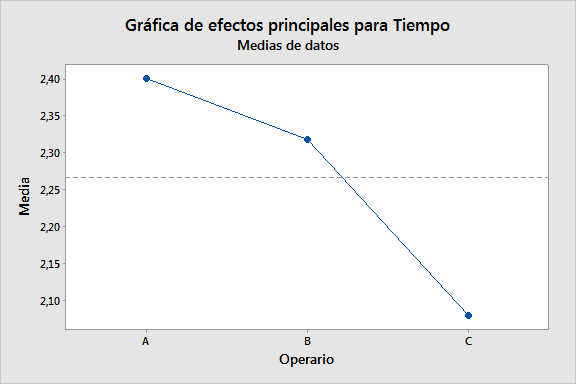 Gráfica de efectos principales para Tiempo
Medias de datos
2,40
2,35
2,30
2,25
2,20
2,15
2,10
Media
A B C
Operario